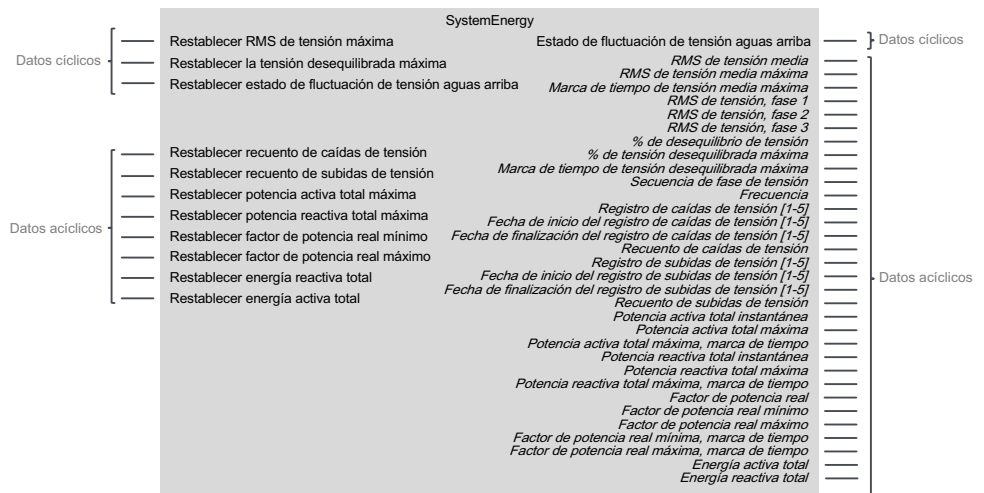 SystemEnergy
Datos cíclicos
Restablecer RMS de tensión máxima
Restablecer la tensión desequilibrada máxima
Restablecer estado de fluctuación de tensión aguas arriba
Datos acíclicos
Restablecer recuento de caídas de tensión
Restablecer recuento de subidas de tensión
Restablecer potencia activa total máxima
Restablecer potencia reactiva total máxima
Restablecer factor de potencia real mínimo
Restablecer factor de potencia real máximo
Restablecer energía reactiva total
Restablecer energía activa total
Estado de fluctuación de tensión aguas arriba
Datos cíclicos
RMS de tensión media
RMS de tensión media máxima
Marca de tiempo de tensión media máxima
RMS de tensión, fase 1
RMS de tensión, fase 2
RMS de tensión, fase 3
% de desequilibrio de tensión
% de tensión desequilibrada máxima
Marca de tiempo de tensión desequilibrada máxima
Secuencia de fase de tensión
Frecuencia
Registro de caídas de tensión [1-5]
Fecha de inicio del registro de caídas de tensión [1-5]
Fecha de finalización del registro de caídas de tensión [1-5]
Recuento de caídas de tensión
Registro de subidas de tensión [1-5]
Fecha de inicio del registro de subidas de tensión [1-5]
Fecha de finalización del registro de subidas de tensión [1-5]
Recuento de subidas de tensión
Potencia activa total instantánea
Potencia activa total máxima
Potencia activa total máxima, marca de tiempo
Potencia reactiva total instantánea
Potencia reactiva total máxima
Potencia reactiva total máxima, marca de tiempo
Factor de potencia real
Factor de potencia real mínimo
Factor de potencia real máximo
Factor de potencia real mínima, marca de tiempo
Factor de potencia real máxima, marca de tiempo
Energía activa total
Energía reactiva total
Datos acíclicos